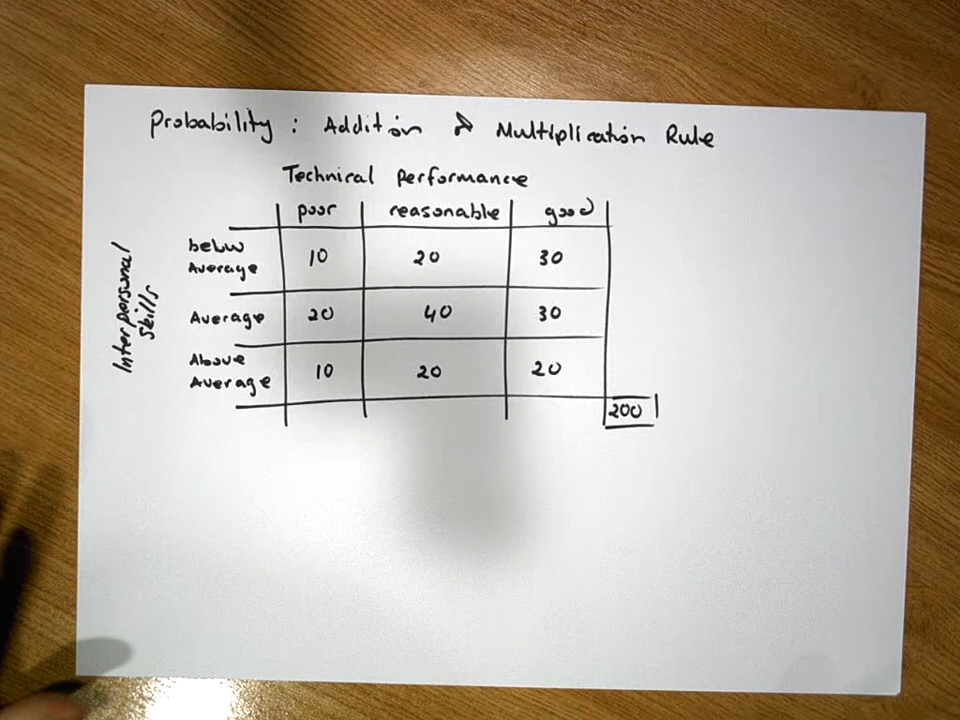 Probability : Addition & Multiplication Rule
Technical Performance
poor reasonable good
Interpersonal
Skills
below
Average 10 20 30
Average 20 40 30
Above
Average 10 20 20
200